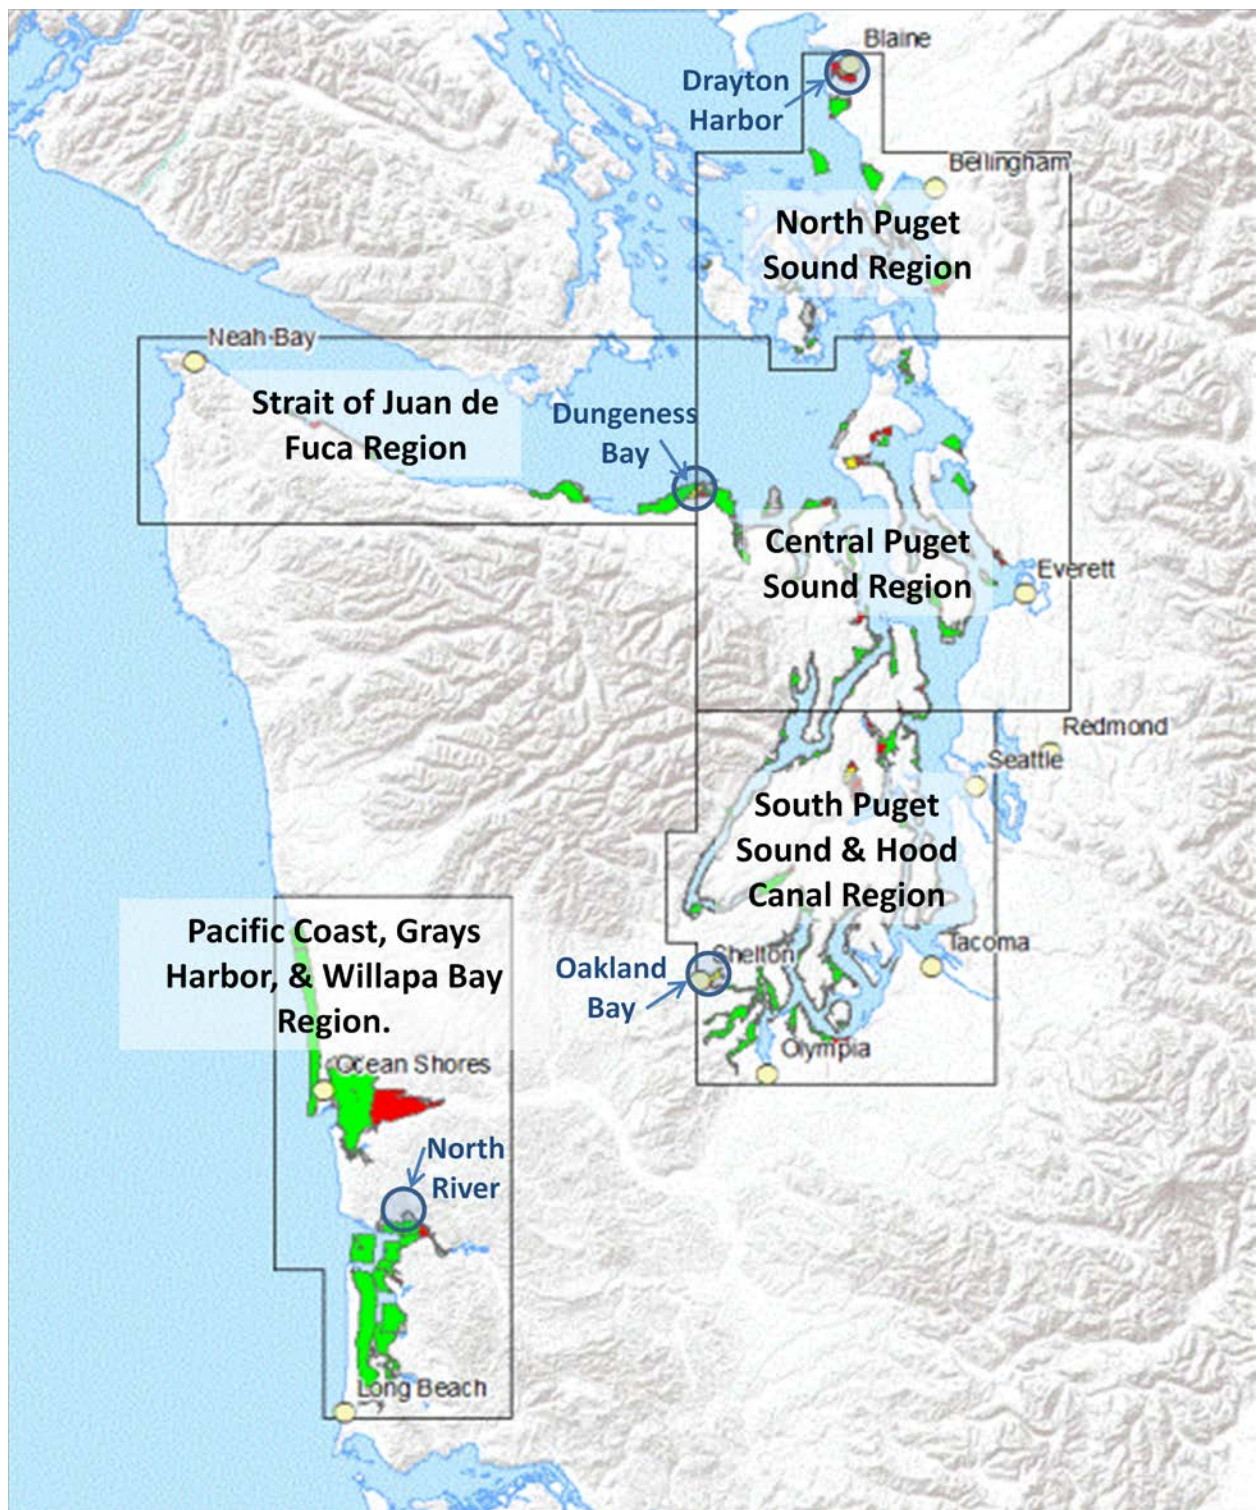 Blaine
Drayton
Harbor
Bellingham
North Puget
Sound Region
Neah Bay
Strait of Juan de
Fuca Region
Dungeness
Bay
Central Puget
Sound Region
Everett
Redmond
Seattle
South Puget
Sound & Hood
Canal Region
Pacific Coast, Grays
Harbor, & Willapa Bay
Region.
Tacoma
Shelton
Oakland
Bay
Olympia
Ocean Shores
North
River
Long Beach